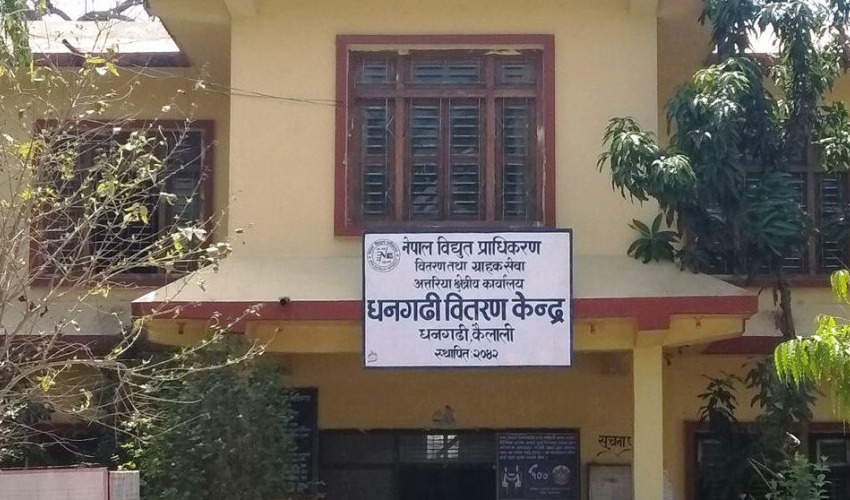 नेपाल विद्युत प्राधिकरण
वितरण तथा ग्राहक सेवा
अत्तरिया क्षेत्रीय कार्यालय
धनगढी वितरण केन्द्र
धनगढी, कैलाली
स्थापित: २०४२
सूचना